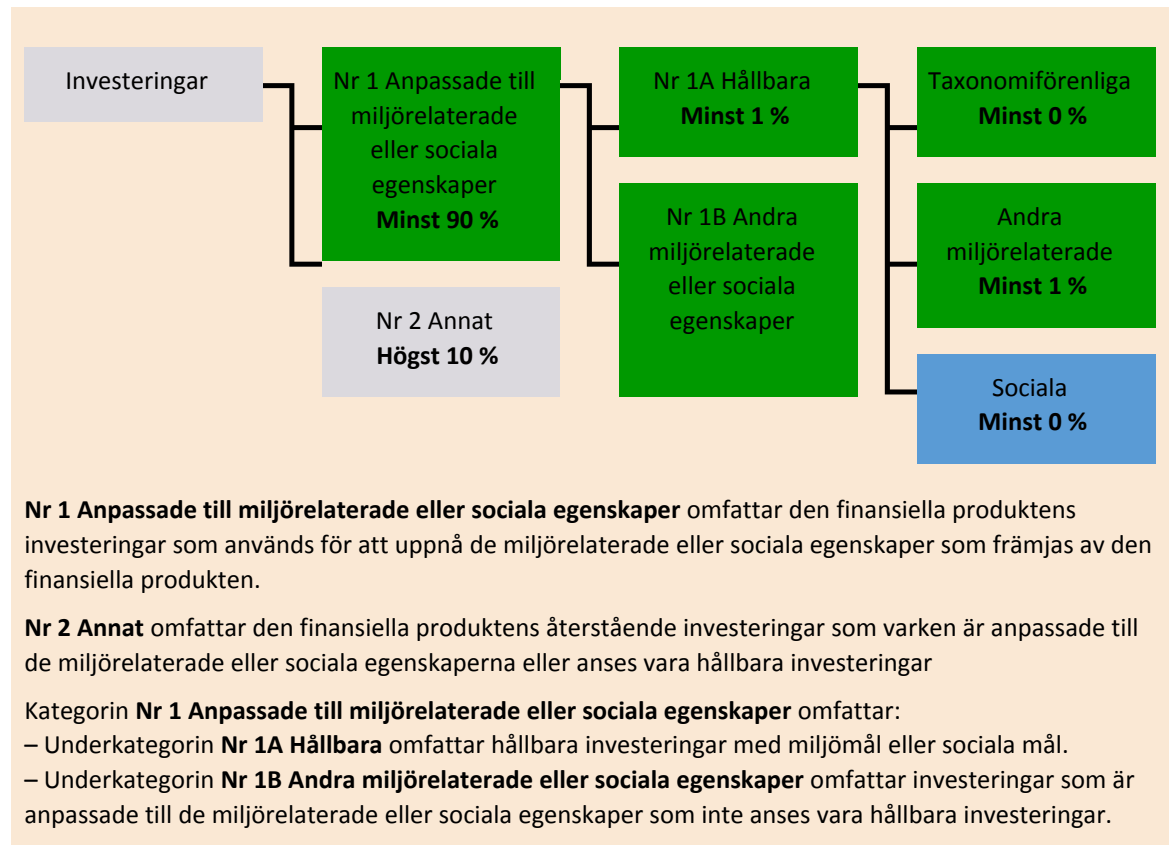 Investeringar
Nr 1 Anpassade till
miljörelaterade
eller sociala
egenskaper
Minst 90 %
Nr 2 Annat
Högst 10 %
Nr 1A Hållbara
Minst 1 %
Nr 1B Andra
miljörelaterade
eller sociala
egenskaper
Taxonomiförenliga
Minst 0 %
Andra
miljörelaterade
Minst 1 %
Sociala
Minst 0 %
Nr 1 Anpassade till miljörelaterade eller sociala egenskaper omfattar den finansiella produktens
investeringar som används för att uppnå de miljörelaterade eller sociala egenskaper som främjas av den
finansiella produkten.
Nr 2 Annat omfattar den finansiella produktens återstående investeringar som varken är anpassade till
de miljörelaterade eller sociala egenskaperna eller anses vara hållbara investeringar
Kategorin Nr 1 Anpassade till miljörelaterade eller sociala egenskaper omfattar:
– Underkategorin Nr 1A Hållbara omfattar hållbara investeringar med miljömål eller sociala mål.
– Underkategorin Nr 1B Andra miljörelaterade eller sociala egenskaper omfattar investeringar som är
anpassade till de miljörelaterade eller sociala egenskaper som inte anses vara hållbara investeringar.